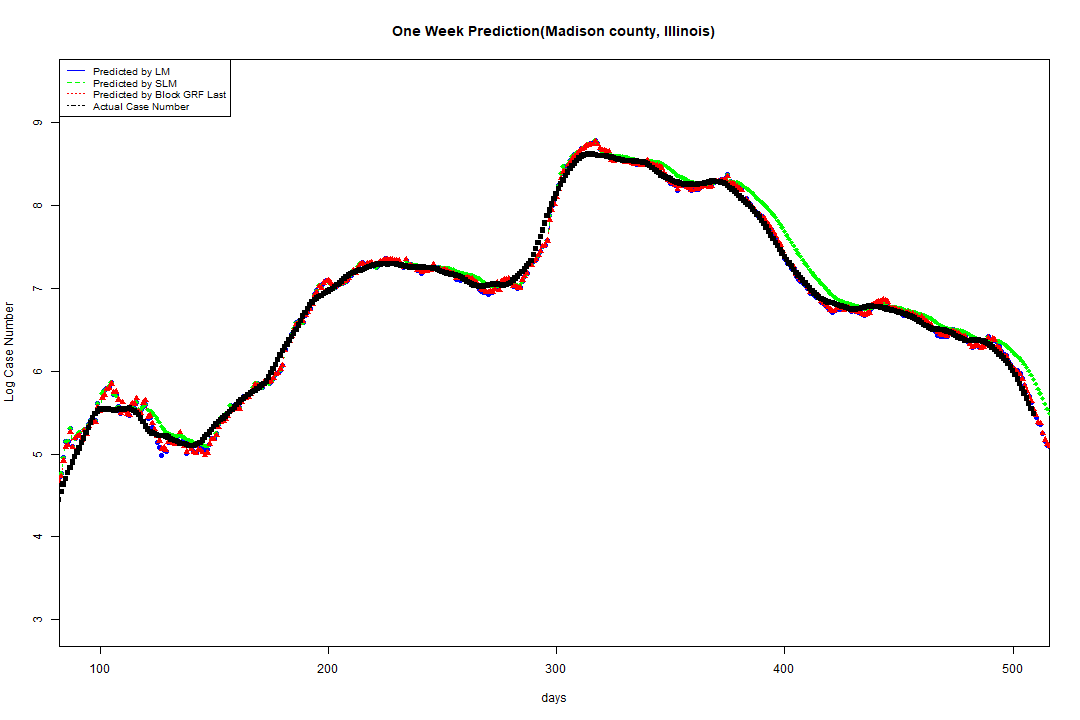 One Week Prediction(Madison county, Illinois)
Predicted by LM
Predicted by SLM
Predicted by Block GRF Last
Actual Case Number
9
8
7
6
5
4
3
Log Case Number
100 200 300 400 500
days